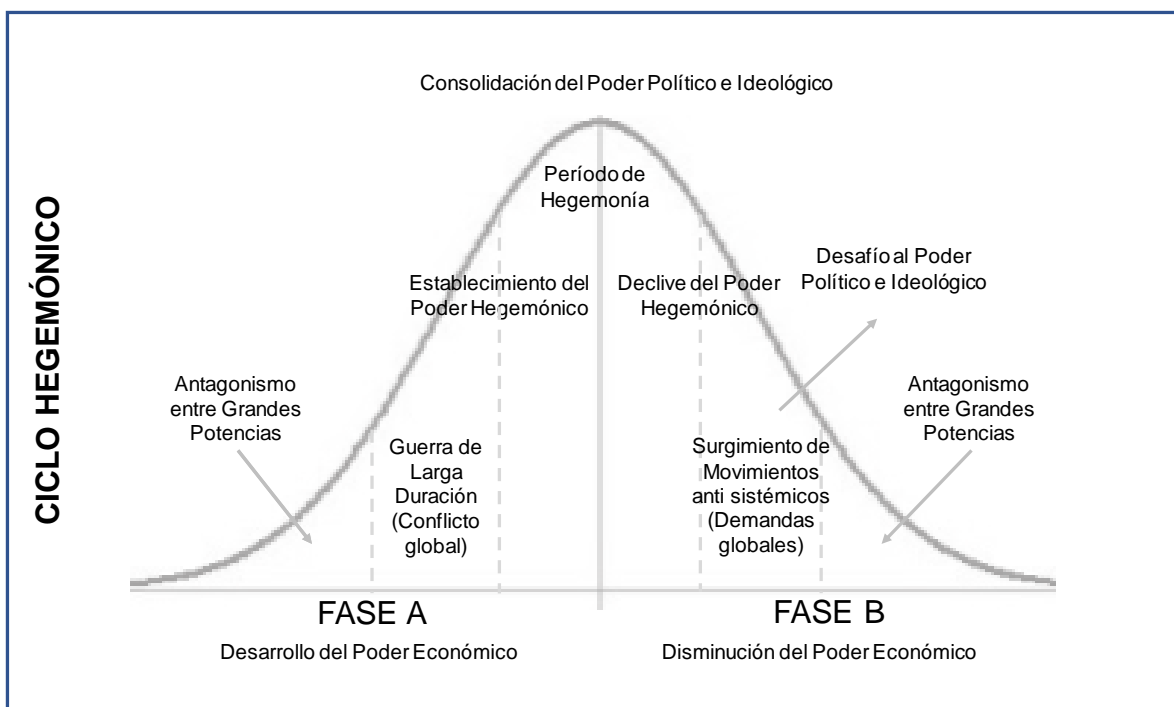 CICLO HEGEMÓNICO
Consolidación del Poder Político e Ideológico
Período de
Hegemonía
Establecimiento del
Poder Hegemónico
Declive del Poder
Hegemónico
Desafío al Poder
Político e Ideológico
Antagonismo
entre Grandes
Potencias
Guerra de
Larga
Duración
(Conflicto
global)
Surgimiento de
Movimientos
anti sistémicos
(Demandas
globales)
Antagonismo
entre Grandes
Potencias
FASE A
FASE B
Desarrollo del Poder Económico
Disminución del Poder Económico